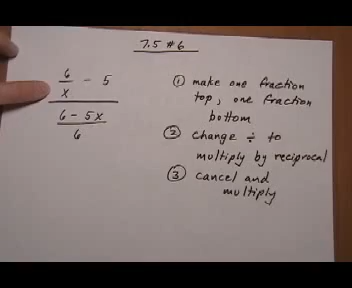 7.5 #6
6/x - 5
6 - 5x
6
① make one fraction
top, one fraction
bottom
② change ÷ to
multiply by reciprocal
③ cancel and
multiply